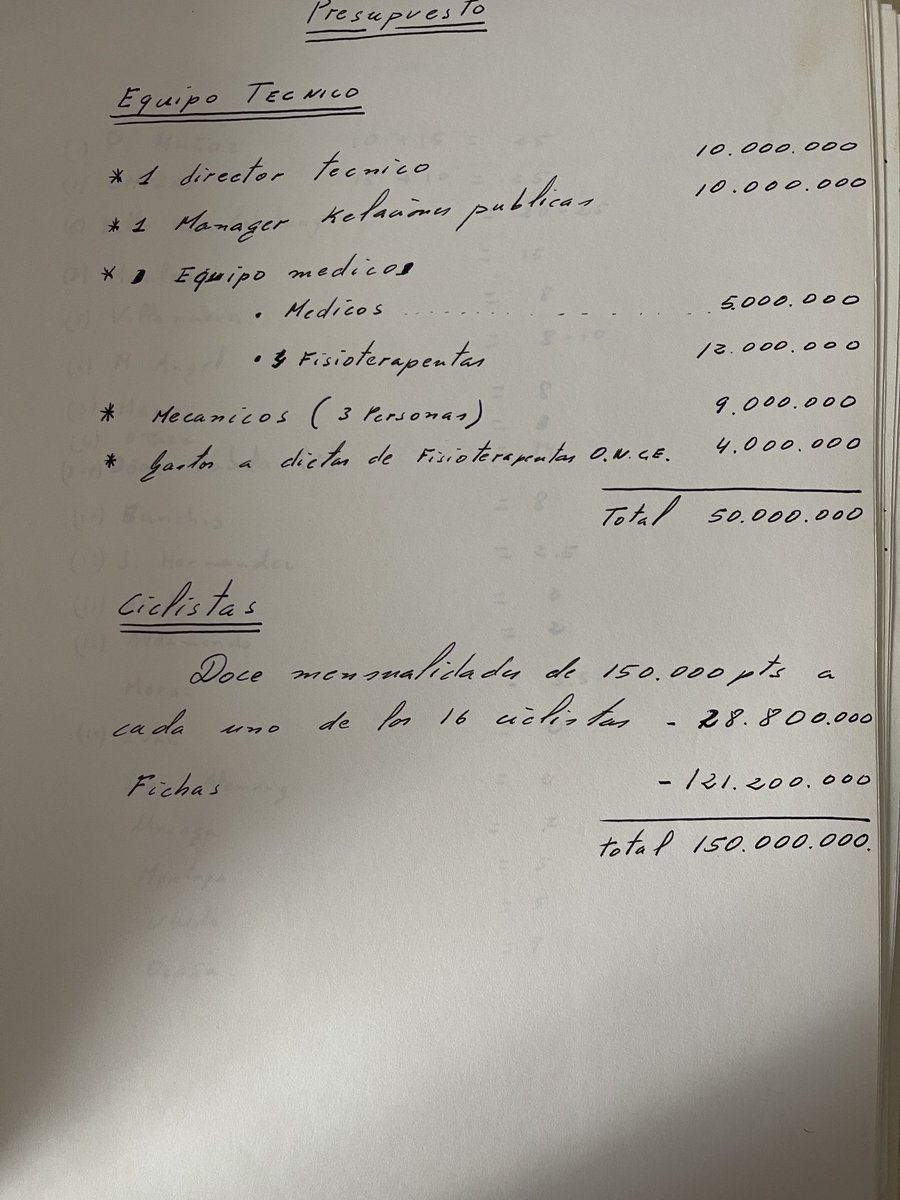 Presupuesto
Equipo TECNICO
* 1 director tecnico 10.000.000
* 1 Manager Relaciones publicas 10.000.000
* Equipo medicos
• Medicos .............. 5.000.000
• Fisioterapeutas 12.000.000
* Mecanicos (3 Personas) 9.000.000
* Gastos a dietas de Fisioterapeutas O.N.C.E. 4.000.000
Total 50.000.000
Ciclistas
Doce mensualidades de 150.000 pts a
cada uno de los 16 ciclistas - 28.800.000
Fichas - 121.200.000
total 150.000.000.